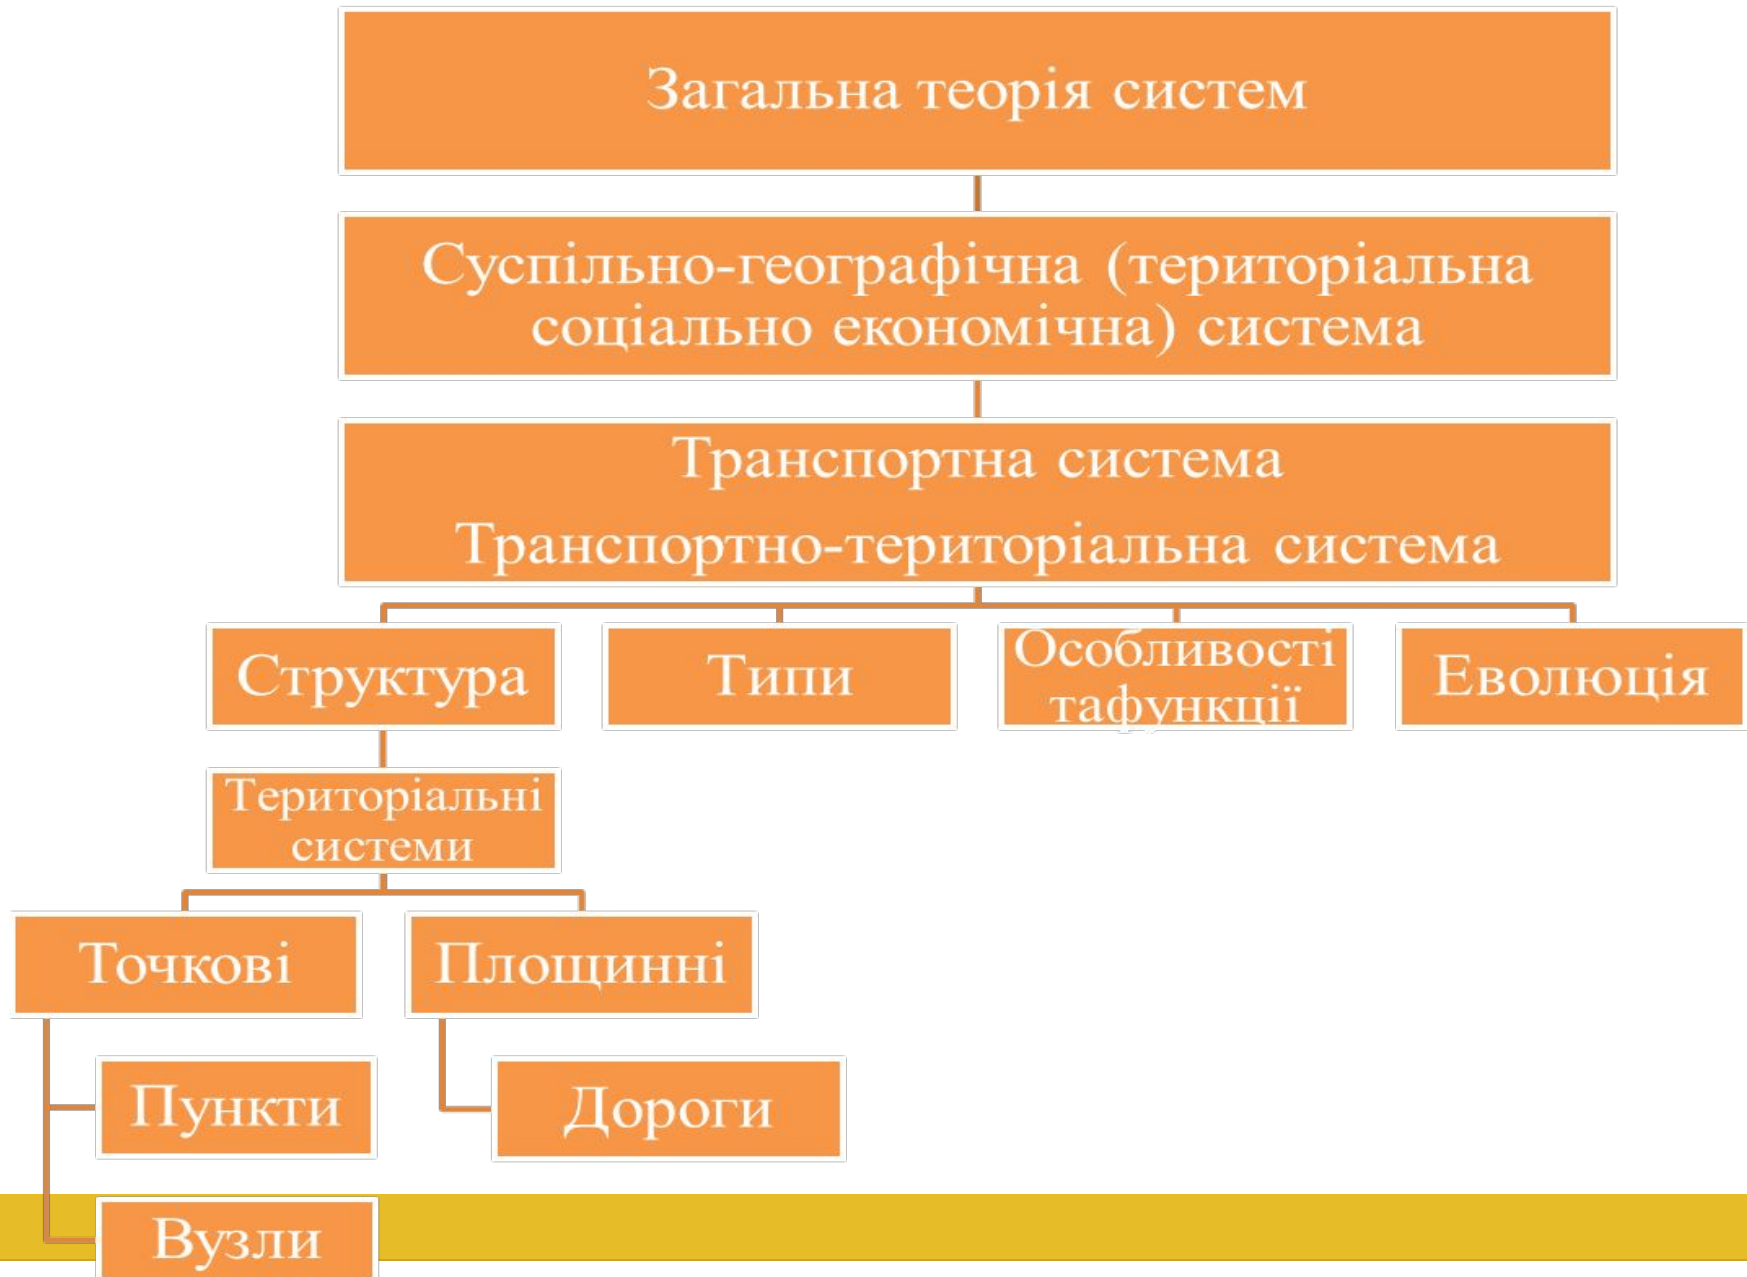 Загальна теорія систем
Суспільно-географічна (територіальна
соціально економічна) система
Транспортна система
Транспортно-територіальна система
Структура
Типи
Особливості
тафункції
Еволюція
Територіальні
системи
Точкові
Площинні
Пункти
Дороги
Вузли